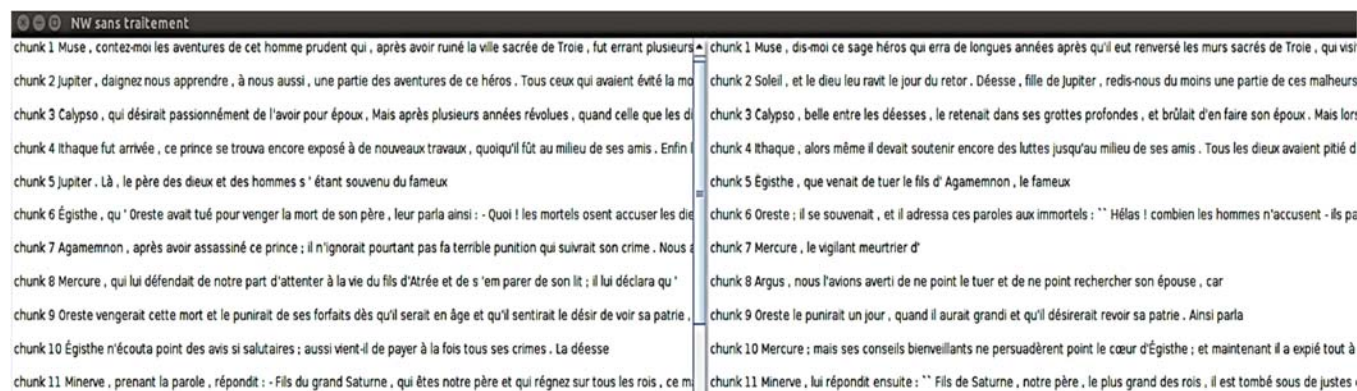 NW sans traitement
chunk 1 Muse , contez-moi les aventures de cet homme prudent qui , après avoir ruiné la ville sacrée de Troie , fut errant plusieurs
chunk 2 Jupiter , daignez nous apprendre , à nous aussi , une partie des aventures de ce héros . Tous ceux qui avaient évité la mo
chunk 3 Calypso , qui désirait passionnément de l'avoir pour époux , Mais après plusieurs années révolues , quand celle que les di
chunk 4 Ithaque fut arrivée , ce prince se trouva encore exposé à de nouveaux travaux , quoiqu'il fût au milieu de ses amis . Enfin l
chunk 5 Jupiter . Là , le père des dieux et des hommes s ' étant souvenu du fameux
chunk 6 Égisthe , qu ' Oreste avait tué pour venger la mort de son père , leur parla ainsi : - Quoi ! les mortels osent accuser les die
chunk 7 Agamemnon , après avoir assassiné ce prince ; il n'ignorait pourtant pas fa terrible punition qui suivrait son crime . Nous a
chunk 8 Mercure , qui lui défendait de notre part d'attenter à la vie du fils d'Atrée et de s 'em parer de son lit ; il lui déclara qu '
chunk 9 Oreste vengerait cette mort et le punirait de ses forfaits dès qu'il serait en âge et qu'il sentirait le désir de voir sa patrie ,
chunk 10 Égisthe n'écouta point des avis si salutaires ; aussi vient-il de payer à la fois tous ses crimes . La déesse
chunk 11 Minerve , prenant la parole , répondit : - Fils du grand Saturne , qui êtes notre père et qui régnez sur tous les rois , ce m
chunk 1 Muse , dis-moi ce sage héros qui erra de longues années après qu'il eut renversé les murs sacrés de Troie , qui visi
chunk 2 Soleil , et le dieu leu ravit le jour du retor . Déesse , fille de Jupiter , redis-nous du moins une partie de ces malheurs
chunk 3 Calypso , belle entre les déesses , le retenait dans ses grottes profondes , et brûlait d'en faire son époux . Mais lors
chunk 4 Ithaque , alors même il devait soutenir encore des luttes jusqu'au milieu de ses amis . Tous les dieux avaient pitié d
chunk 5 Égisthe , que venait de tuer le fils d' Agamemnon , le fameux
chunk 6 Oreste ; il se souvenait , et il adressa ces paroles aux immortels : `` Hélas ! combien les hommes n'accusent - ils pa
chunk 7 Mercure , le vigilant meurtrier d'
chunk 8 Argus , nous l'avions averti de ne point le tuer et de ne point rechercher son épouse , car
chunk 9 Oreste le punirait un jour , quand il aurait grandi et qu'il désirerait revoir sa patrie . Ainsi parla
chunk 10 Mercure ; mais ses conseils bienveillants ne persuadèrent point le cœur d'Égisthe ; et maintenant il a expié tout à
chunk 11 Minerve , lui répondit ensuite : `` Fils de Saturne , notre père , le plus grand des rois , il est tombé sous de justes